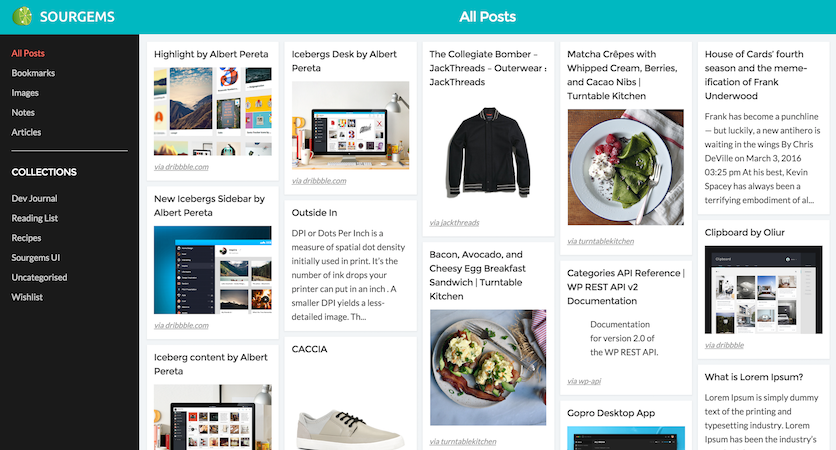 SOURGEMS
All Posts
All Posts
Bookmarks
Images
Notes
Articles
COLLECTIONS
Dev Journal
Reading List
Recipes
Sourgems UI
Uncategorised
Wishlist
Highlight by Albert Pereta
via dribbble.com
New Icebergs Sidebar by
Albert Pereta
via dribbble.com
Iceberg content by Albert
Pereta
Icebergs Desk by Albert
Pereta
via dribbble.com
Outside In
DPI or Dots Per Inch is a
measure of spatial dot density
initially used in print. It’s the
number of ink drops your
printer can put in an inch . A
smaller DPI yields a less-
detailed image. Th...
CACCIA
The Collegiate Bomber –
JackThreads – Outerwear :
JackThreads
via jackthreads
Bacon, Avocado, and
Cheesy Egg Breakfast
Sandwich | Turntable
Kitchen
via turntablekitchen
Matcha Crêpes with
Whipped Cream, Berries,
and Cacao Nibs |
Turntable Kitchen
via turntablekitchen
Categories API Reference |
WP REST API v2
Documentation
Documentation
for version 2.0 of
the WP REST API.
via wp-api
Gopro Desktop App
House of Cards’ fourth
season and the meme-
ification of Frank
Underwood
Frank has become a punchline
— but luckily, a new antihero is
waiting in the wings By Chris
DeVille on March 3, 2016
03:25 pm At his best, Kevin
Spacey has always been a
terrifying embodiment of al...
Clipboard by Oliur
Clipboard
via dribbble
What is Lorem Ipsum?
Lorem Ipsum is simply dummy
text of the printing and
typesetting industry. Lorem
Ipsum has been the industry’s